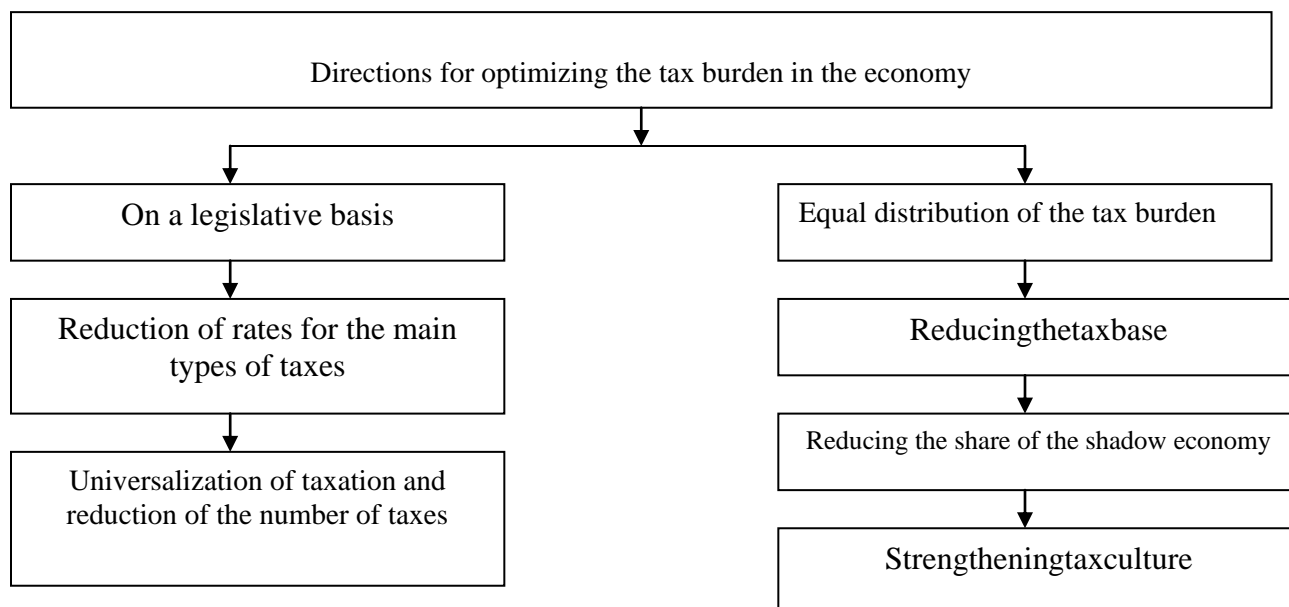 Directions for optimizing the tax burden in the economy
On a legislative basis
Reduction of rates for the main
types of taxes
Universalization of taxation and
reduction of the number of taxes
Equal distribution of the tax burden
Reducingthetaxbase
Reducing the share of the shadow economy
Strengtheningtaxculture